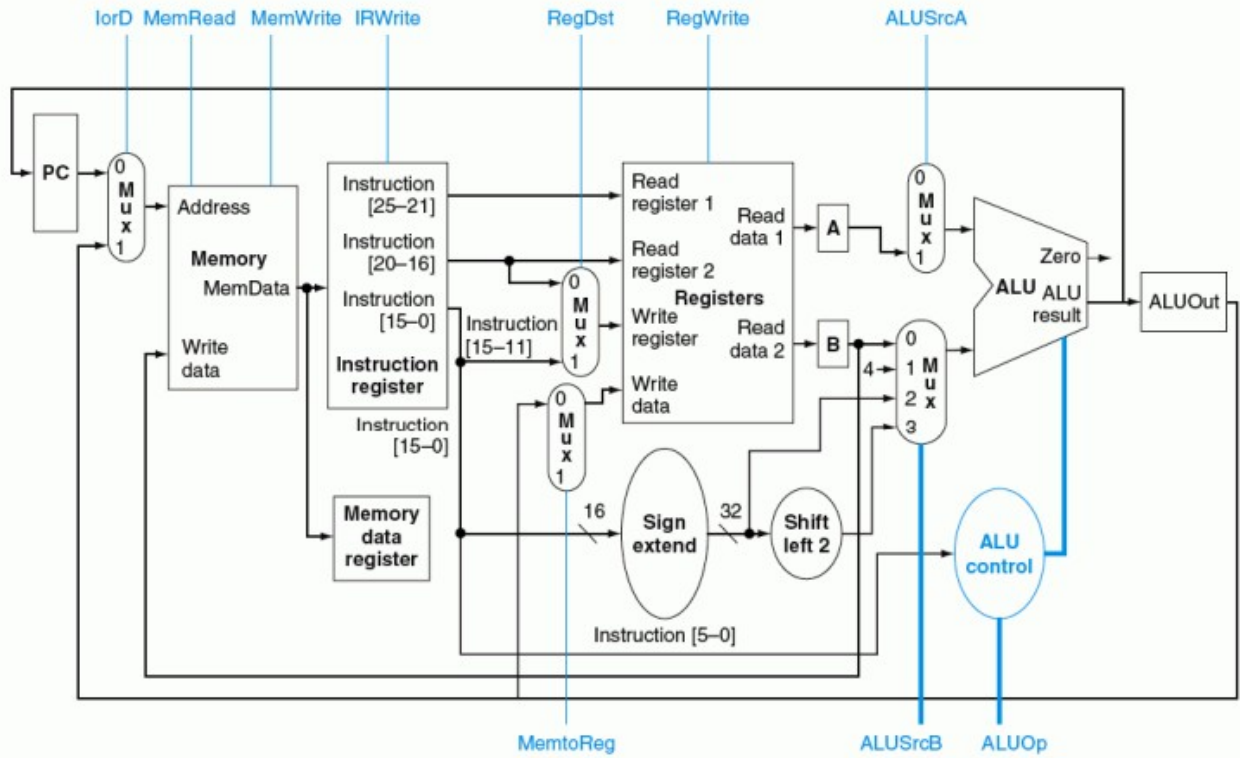 IorD MemRead MemWrite IRWrite RegDst RegWrite ALUSrcA
PC
0
M
u
x
1
Address
Memory
MemData
Write
data
Instruction
[25–21]
Instruction
[20–16]
Instruction
[15–0]
Instruction
register
Instruction
[15–0]
Memory
data
register
Instruction
[15–11]
0
M
u
x
1
0
M
u
x
1
Read
register 1
Read
register 2
Write
register
Write
data
Registers
Read
data 1
Read
data 2
16
Sign
extend
32
Shift
left 2
Instruction [5–0]
A
B
4
0
M
u
x
1
0
1
2
3
M
u
x
Zero
ALU
ALU
result
ALUOut
ALU
control
MemtoReg ALUSrcB ALUOp